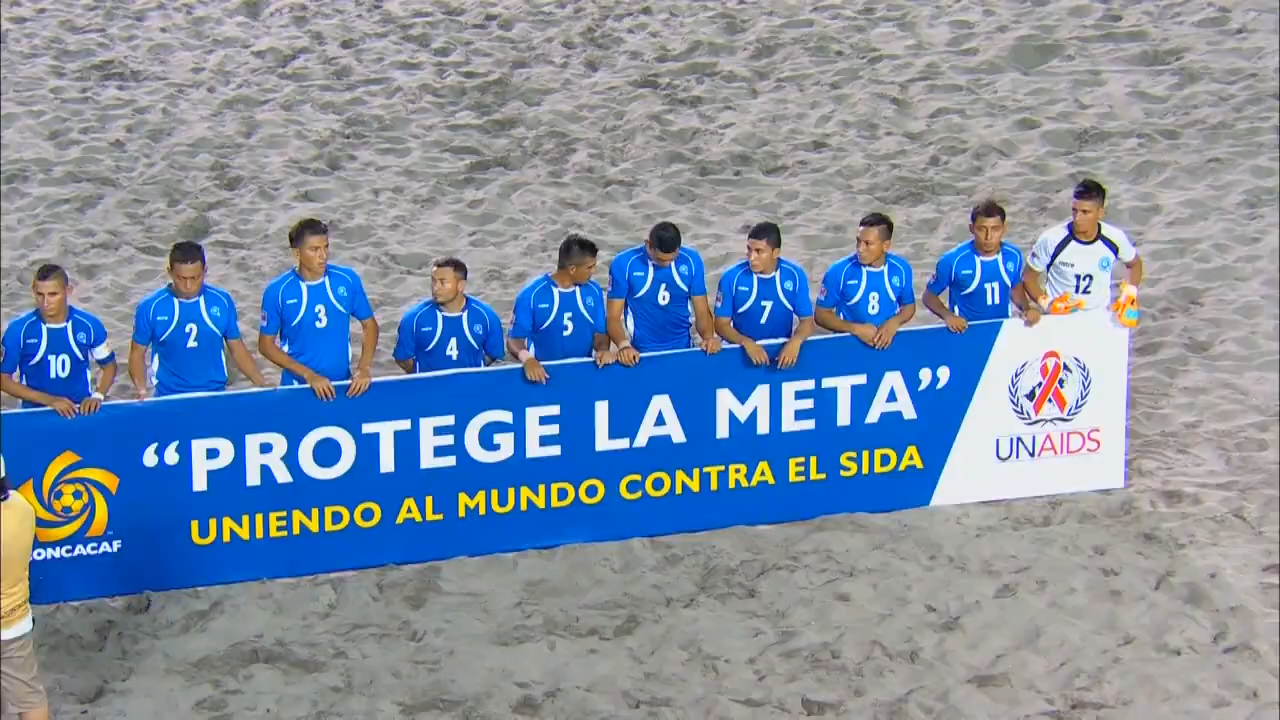 10
2
3
4
5
6
7
8
11
12
“PROTEGE LA META”
UNIENDO AL MUNDO CONTRA EL SIDA
UNAIDS
CONCACAF